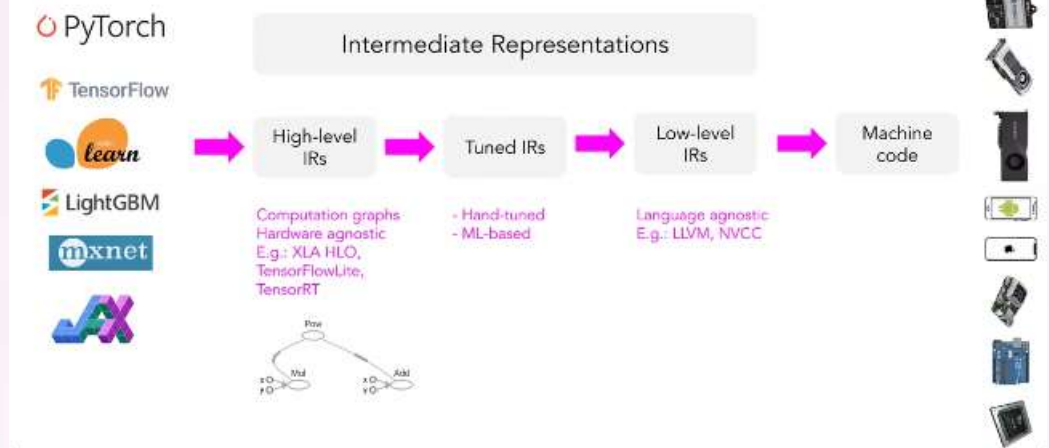 PyTorch
TensorFlow
learn
LightGBM
mxnet
JAX
Intermediate Representations
High-level
IRs
Tuned IRs
Low-level
IRs
Machine
code
Computation graphs
Hardware agnostic
E.g.: XLA HLO,
TensorFlowLite,
TensorRT
- Hand-tuned
- ML-based
Language agnostic
E.g.: LLVM, NVCC
Pow
Mul
x
y
Add
x
y